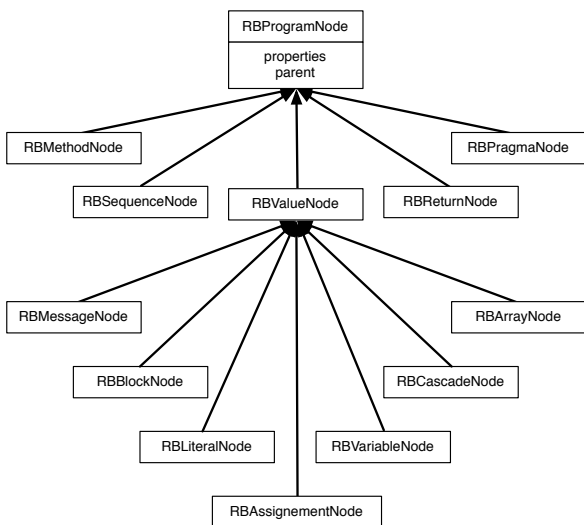 RBProgramNode
properties
parent
RBMethodNode
RBPragmaNode
RBSequenceNode
RBValueNode
RBReturnNode
RBMessageNode
RBArrayNode
RBBlockNode
RBCascadeNode
RBLiteralNode
RBVariableNode
RBAssignementNode